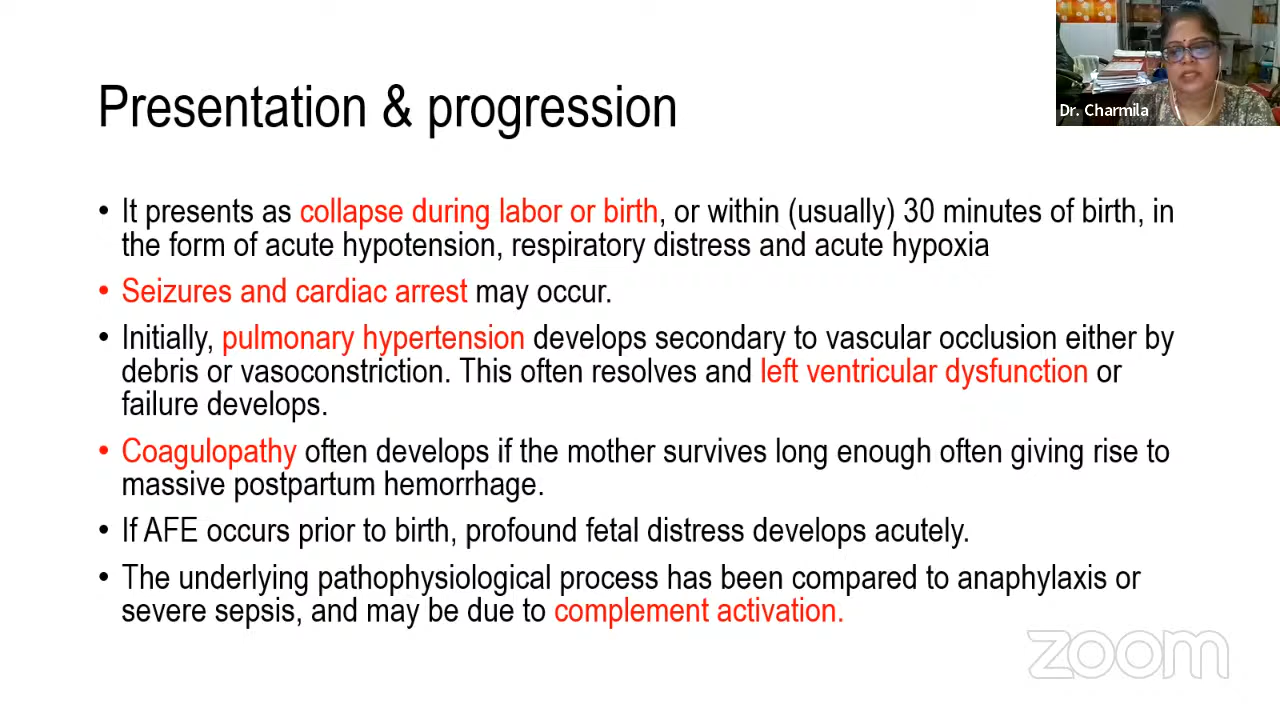 Dr. Charmila
Presentation & progression
• It presents as collapse during labor or birth, or within (usually) 30 minutes of birth, in
the form of acute hypotension, respiratory distress and acute hypoxia
• Seizures and cardiac arrest may occur.
• Initially, pulmonary hypertension develops secondary to vascular occlusion either by
debris or vasoconstriction. This often resolves and left ventricular dysfunction or
failure develops.
• Coagulopathy often develops if the mother survives long enough often giving rise to
massive postpartum hemorrhage.
• If AFE occurs prior to birth, profound fetal distress develops acutely.
• The underlying pathophysiological process has been compared to anaphylaxis or
severe sepsis, and may be due to complement activation.
zoom